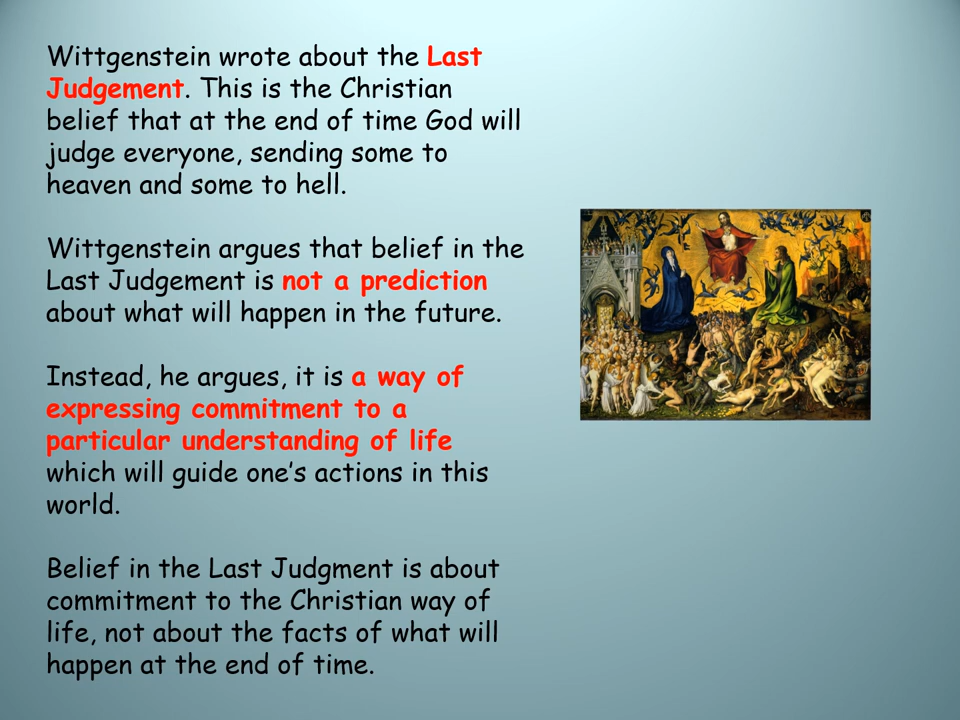 Wittgenstein wrote about the Last
Judgement. This is the Christian
belief that at the end of time God will
judge everyone, sending some to
heaven and some to hell.
Wittgenstein argues that belief in the
Last Judgement is not a prediction
about what will happen in the future.
Instead, he argues, it is a way of
expressing commitment to a
particular understanding of life
which will guide one’s actions in this
world.
Belief in the Last Judgment is about
commitment to the Christian way of
life, not about the facts of what will
happen at the end of time.